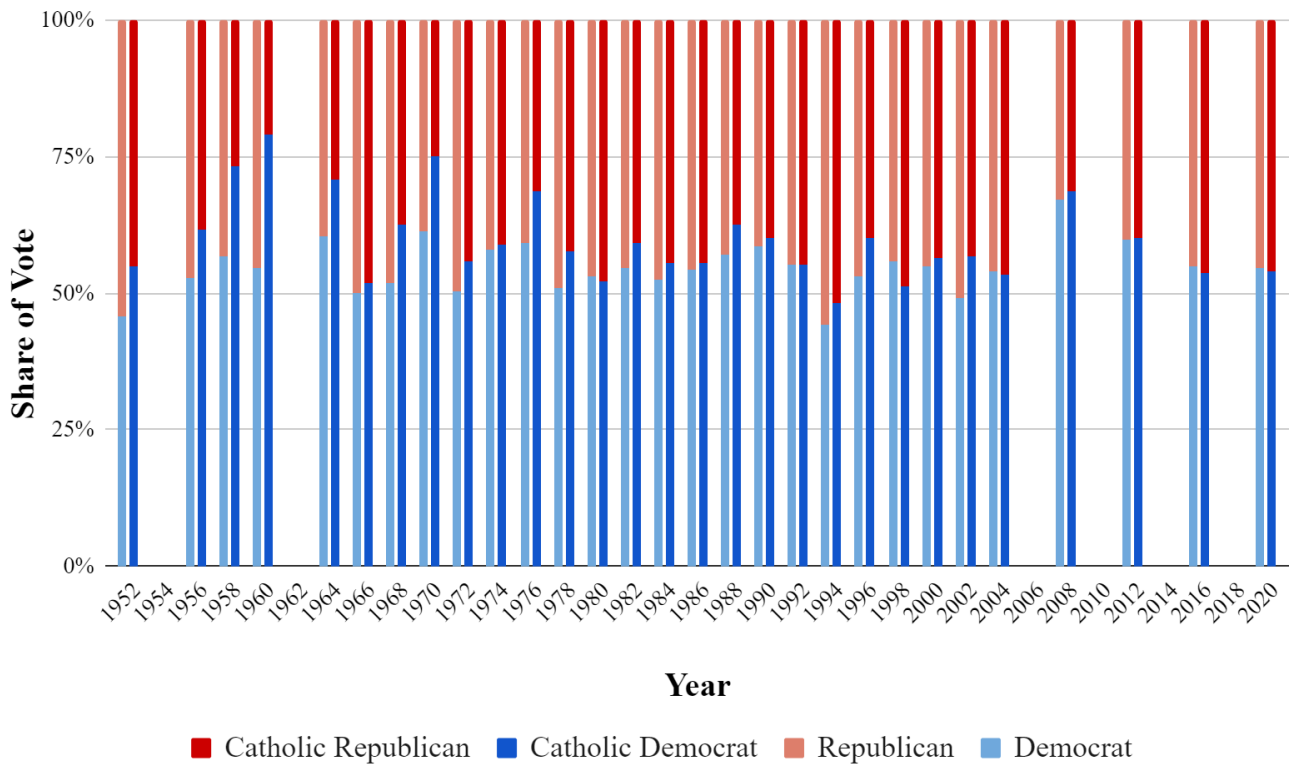 100%
75%
50%
25%
0%
Share of Vote
1952 1954 1956 1958 1960 1962 1964 1966 1968 1970 1972 1974 1976 1978 1980 1982 1984 1986 1988 1990 1992 1994 1996 1998 2000 2002 2004 2006 2008 2010 2012 2014 2016 2018 2020
Year
Catholic Republican Catholic Democrat Republican Democrat